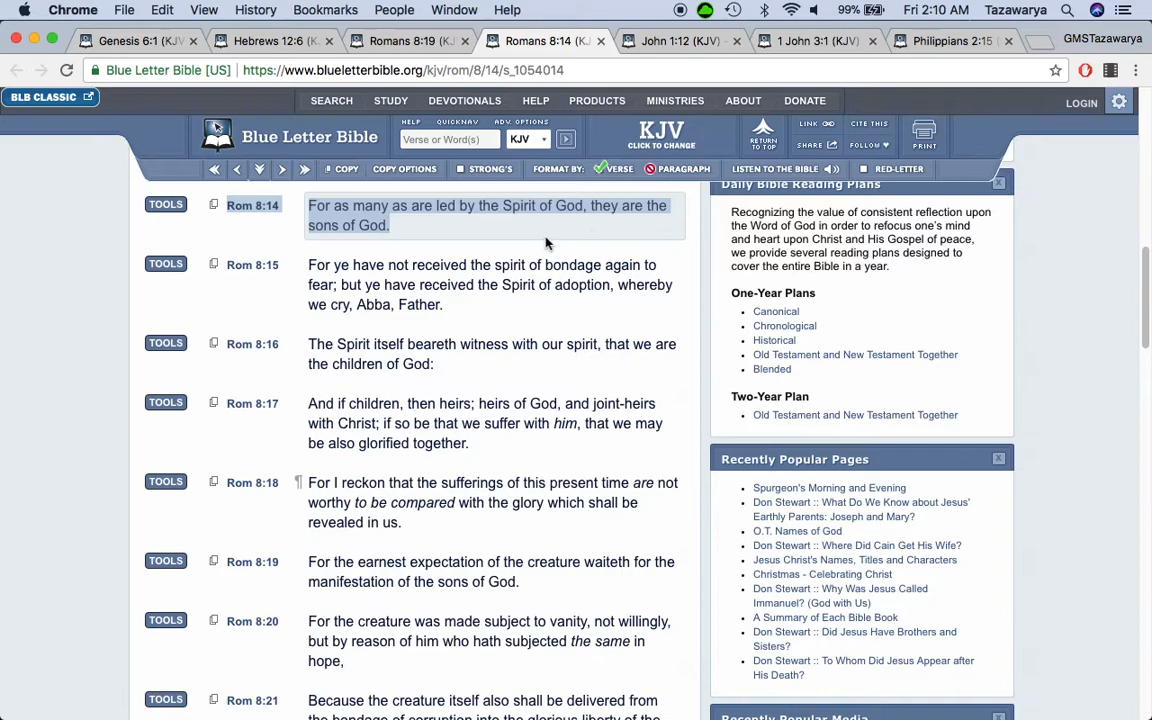 Chrome File Edit View History Bookmarks People Window Help 99% Fri 2:10 AM Tazawarya
Genesis 6:1 (KJV Hebrews 12:6 (KJ Romans 8:19 (KJ Romans 8:14 (KJ John 1:12 (KJV) - 1 John 3:1 (KJV) Philippians 2:15 GMSTazawarya
Blue Letter Bible [US] https://www.blueletterbible.org/kjv/rom/8/14/s_1054014
BLB CLASSIC
SEARCH STUDY DEVOTIONALS HELP PRODUCTS MINISTRIES ABOUT DONATE LOGIN
HELP QUICKNAV ADV. OPTIONS
Blue Letter Bible Verse or Word(s) KJV
KJV
CLICK TO CHANGE
RETURN
TO TOP
LINK CITE THIS
SHARE FOLLOW
PRINT
COPY COPY OPTIONS STRONG'S FORMAT BY: VERSE PARAGRAPH LISTEN TO THE BIBLE RED-LETTER
TOOLS Rom 8:14 For as many as are led by the Spirit of God, they are the
sons of God.
TOOLS Rom 8:15 For ye have not received the spirit of bondage again to
fear; but ye have received the Spirit of adoption, whereby
we cry, Abba, Father.
TOOLS Rom 8:16 The Spirit itself beareth witness with our spirit, that we are
the children of God:
TOOLS Rom 8:17 And if children, then heirs; heirs of God, and joint-heirs
with Christ; if so be that we suffer with him, that we may
be also glorified together.
TOOLS Rom 8:18 ¶ For I reckon that the sufferings of this present time are not
worthy to be compared with the glory which shall be
revealed in us.
TOOLS Rom 8:19 For the earnest expectation of the creature waiteth for the
manifestation of the sons of God.
TOOLS Rom 8:20 For the creature was made subject to vanity, not willingly,
but by reason of him who hath subjected the same in
hope,
TOOLS Rom 8:21 Because the creature itself also shall be delivered from
the bondage of corruption into the glorious liberty of the
Daily Bible Reading Plans
Recognizing the value of consistent reflection upon
the Word of God in order to refocus one's mind
and heart upon Christ and His Gospel of peace,
we provide several reading plans designed to
cover the entire Bible in a year.
One-Year Plans
• Canonical
• Chronological
• Historical
• Old Testament and New Testament Together
• Blended
Two-Year Plan
• Old Testament and New Testament Together
Recently Popular Pages
• Spurgeon's Morning and Evening
• Don Stewart :: What Do We Know about Jesus'
Earthly Parents: Joseph and Mary?
• O.T. Names of God
• Don Stewart :: Where Did Cain Get His Wife?
• Jesus Christ's Names, Titles and Characters
• Christmas - Celebrating Christ
• Don Stewart :: Why Was Jesus Called
Immanuel? (God with Us)
• A Summary of Each Bible Book
• Don Stewart :: Did Jesus Have Brothers and
Sisters?
• Don Stewart :: To Whom Did Jesus Appear after
His Death?
Recently Popular Media